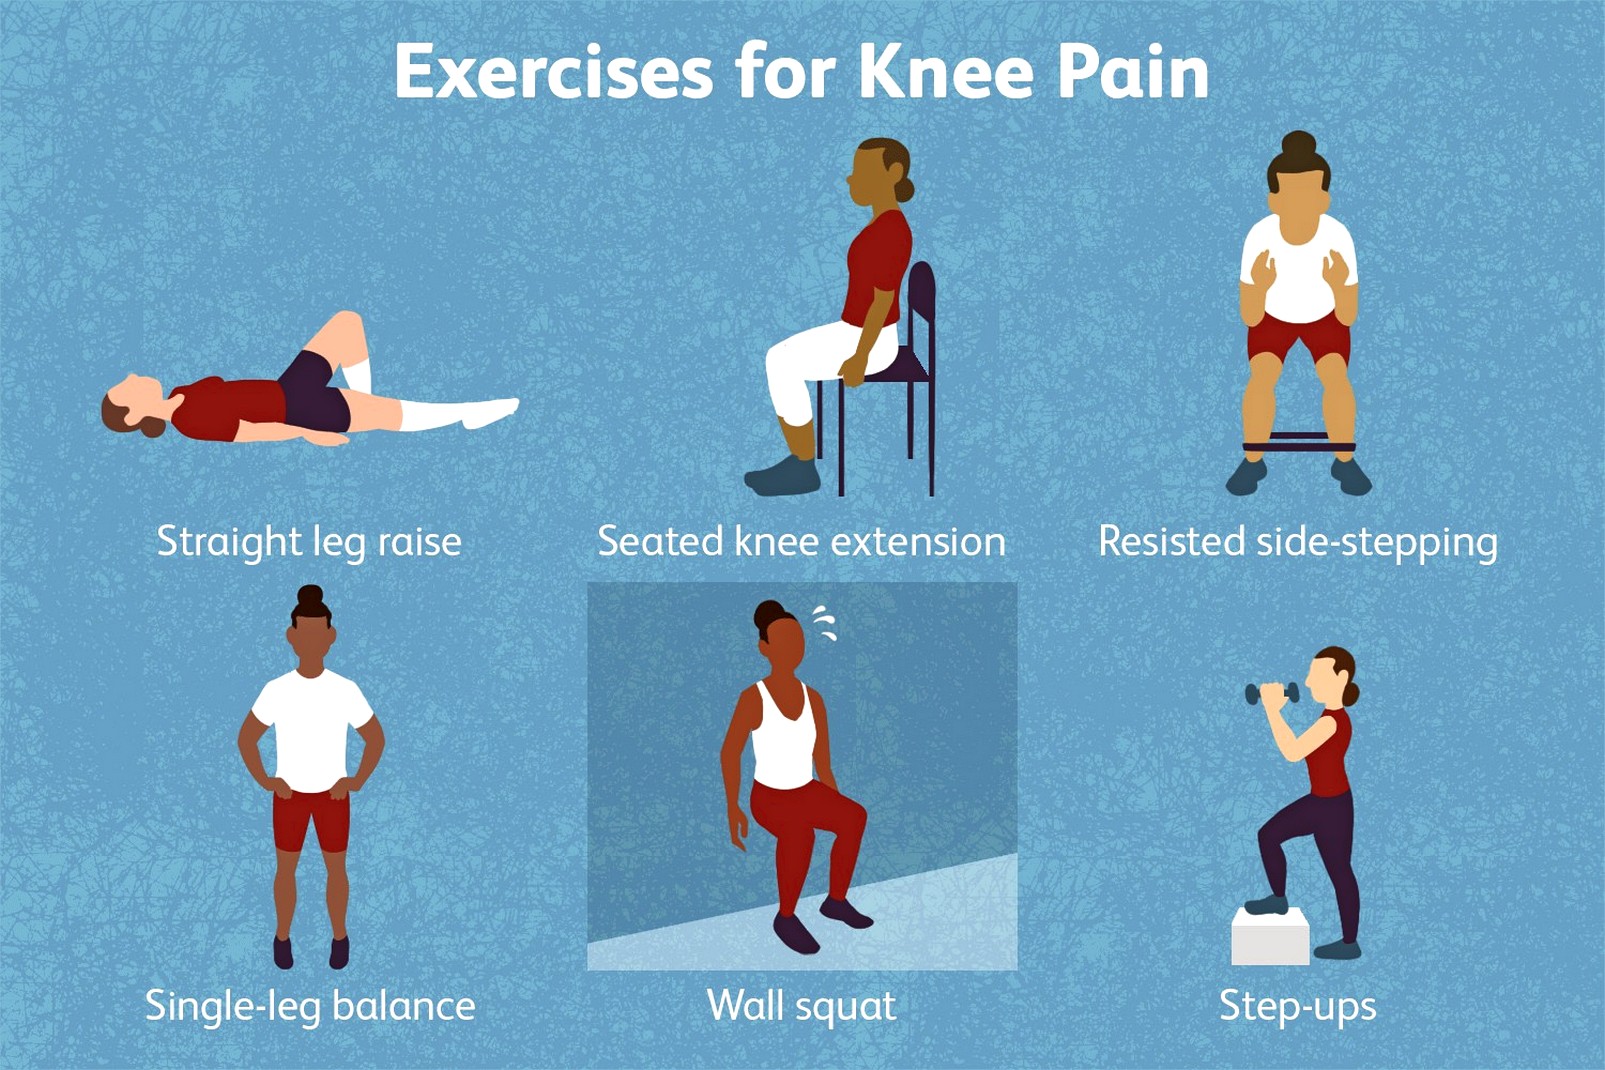 Exercises for Knee Pain
Straight leg raise
Seated knee extension
Resisted side-stepping
Single-leg balance
Wall squat
Step-ups